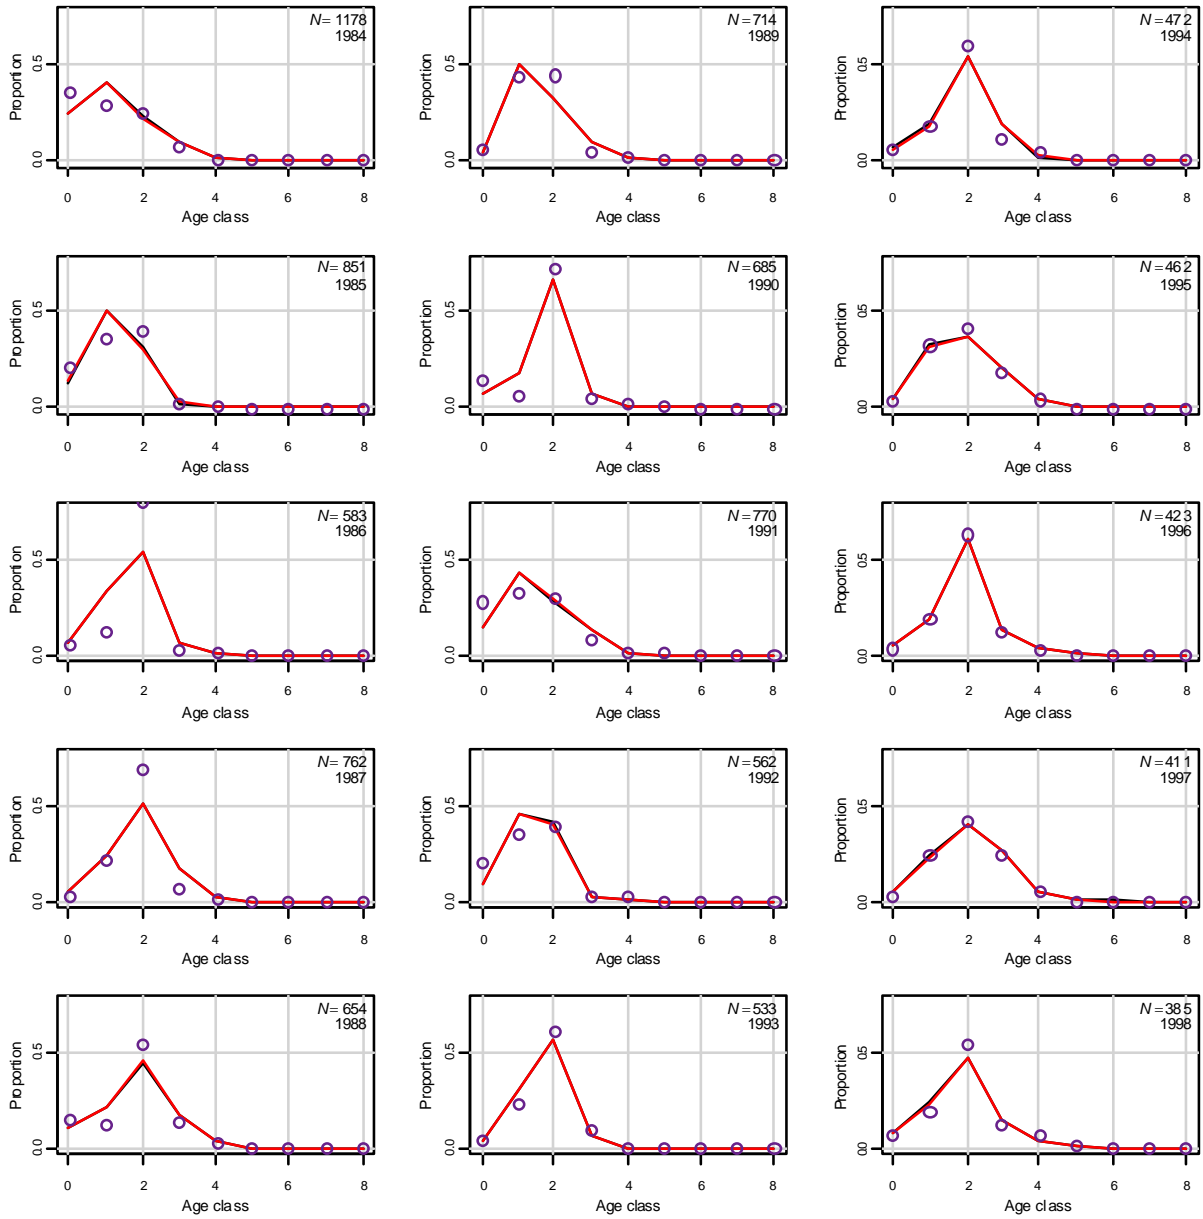 N= 1178
1984
Proportion
0.5
0.0
0 2 4 6 8
Age class
N=714
1989
Proportion
0.5
0.0
0 2 4 6 8
Age class
N=472
1994
Proportion
0.5
0.0
0 2 4 6 8
Age class
N= 851
1985
Proportion
0.5
0.0
0 2 4 6 8
Age class
N=685
1990
Proportion
0.5
0.0
0 2 4 6 8
Age class
N=462
1995
Proportion
0.5
0.0
0 2 4 6 8
Age class
N= 583
1986
Proportion
0.5
0.0
0 2 4 6 8
Age class
N=770
1991
Proportion
0.5
0.0
0 2 4 6 8
Age class
N=423
1996
Proportion
0.5
0.0
0 2 4 6 8
Age class
N= 762
1987
Proportion
0.5
0.0
0 2 4 6 8
Age class
N=562
1992
Proportion
0.5
0.0
0 2 4 6 8
Age class
N=411
1997
Proportion
0.5
0.0
0 2 4 6 8
Age class
N= 654
1988
Proportion
0.5
0.0
0 2 4 6 8
Age class
N=533
1993
Proportion
0.5
0.0
0 2 4 6 8
Age class
N=385
1998
Proportion
0.5
0.0
0 2 4 6 8
Age class